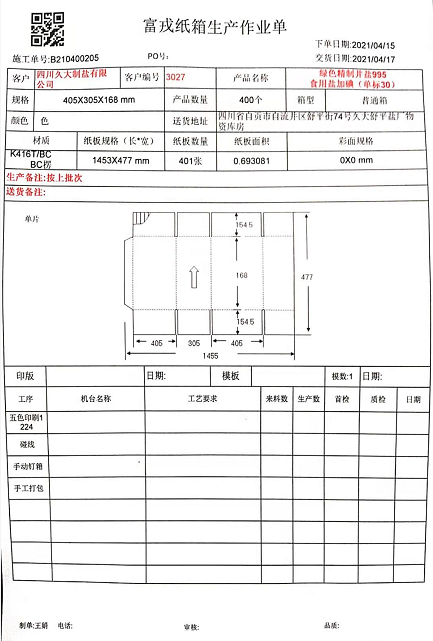 富戎纸箱生产作业单
下单日期:2021/04/15
施工单号:B210400205 PO号: 交货日期:2021/04/17
客户 四川久大制盐有限公司 客户编号 3027 产品名称 绿色精制井盐995
食用盐加碘（单标30）
规格 405X305X168 mm 产品数量 400个 箱型 普通箱
颜色 色 送货地址 四川省自贡市自流井区舒平街74号久大舒平盐厂物资库房
材质 纸板规格（长*宽） 纸板数量 纸板面积 彩面规格
K416T/BC
BC楞 1453X477 mm 401张 0.693081 0X0 mm
生产备注:按上批次
送货备注:
单片
154.5
168
477
154.5
405 305 405
1455
印版 日期: 模板 模数:1 日期:
工序 机台名称 工艺要求 来料数 生产数 首检 质检 日期
五色印刷1
224
碰线
手动钉箱
手工打包
制单:王爵 电话: 审核: 品质: